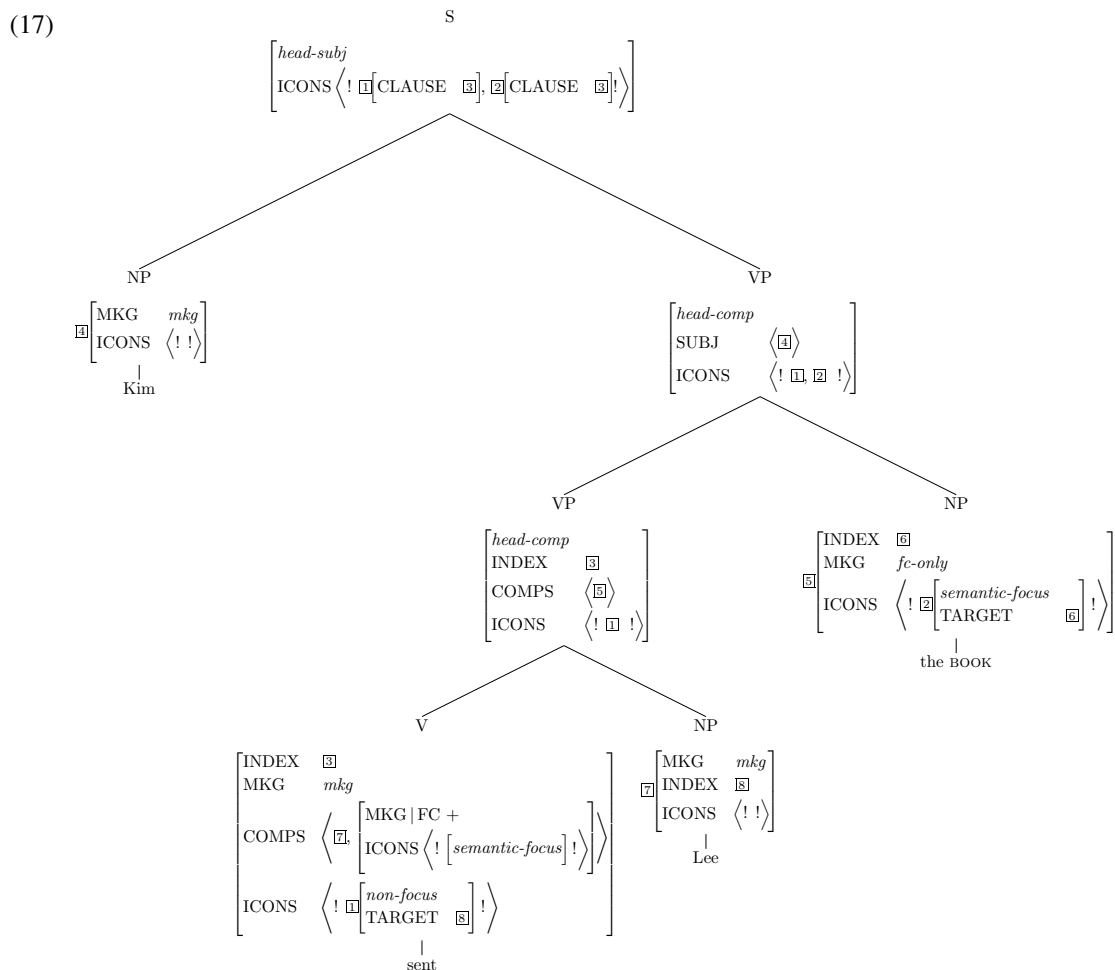 (17)
S
head-subj
ICONS ⟨! [1][CLAUSE [3]], [2][CLAUSE [3]]!⟩
NP
[4] MKG mkg
ICONS ⟨! !⟩
Kim
VP
head-comp
SUBJ ⟨[4]⟩
ICONS ⟨! [1], [2] !⟩
VP
head-comp
INDEX [3]
COMPS ⟨[5]⟩
ICONS ⟨! [1] !⟩
NP
INDEX [6]
[5] MKG fc-only
ICONS ⟨! [2][semantic-focus
TARGET [6]] !⟩
the BOOK
V
INDEX [3]
MKG mkg
COMPS ⟨[7], [MKG | FC +
ICONS ⟨! [semantic-focus] !⟩]⟩
ICONS ⟨! [1][non-focus
TARGET [8]] !⟩
sent
NP
MKG mkg
[7] INDEX [8]
ICONS ⟨! !⟩
Lee